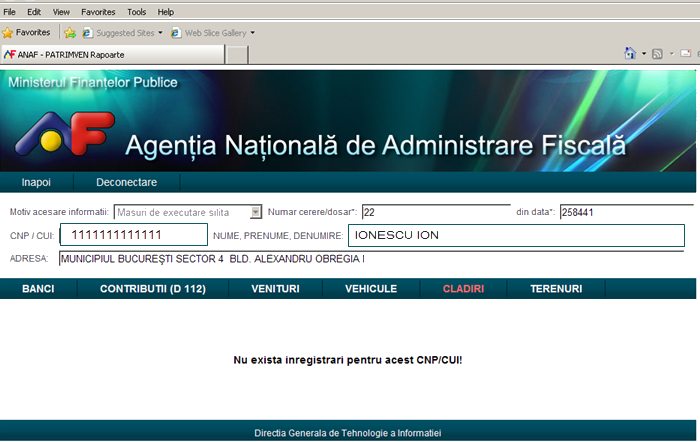 File Edit View Favorites Tools Help
Favorites Suggested Sites Web Slice Gallery
ANAF - PATRIMVEN Rapoarte
Ministerul Finanțelor Publice
Agenția Națională de Administrare Fiscală
Inapoi Deconectare
Motiv acesare informatii: Masuri de executare silita Numar cerere/dosar*: 22 din data*: 258441
CNP / CUI: 1111111111111 NUME, PRENUME, DENUMIRE: IONESCU ION
ADRESA: MUNICIPIUL BUCUREȘTI SECTOR 4 BLD. ALEXANDRU OBREGIA I
BANCI CONTRIBUTII (D 112) VENITURI VEHICULE CLADIRI TERENURI
Nu exista inregistrari pentru acest CNP/CUI!
Directia Generala de Tehnologie a Informatiei